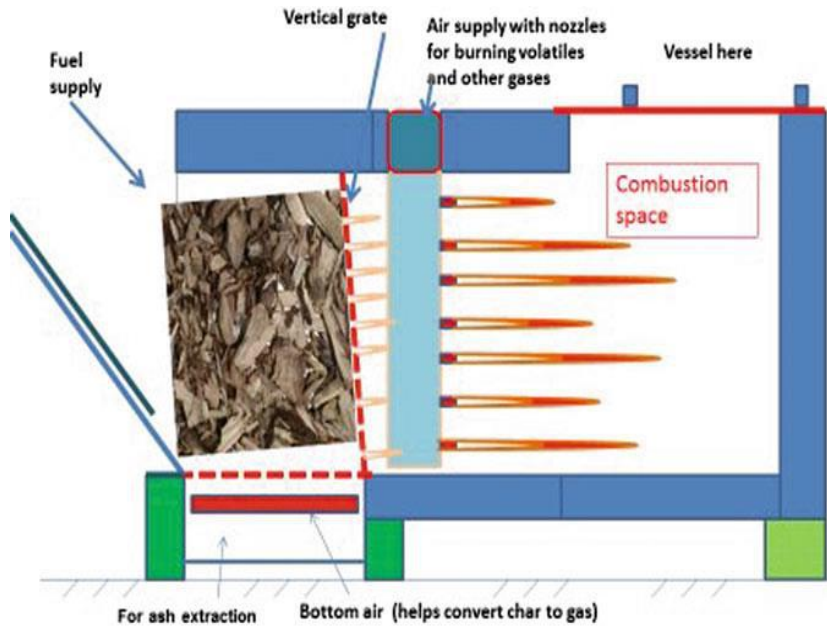 Vertical grate
Air supply with nozzles
for burning volatiles
and other gases
Vessel here
Fuel
supply
Combustion
space
For ash extraction
Bottom air (helps convert char to gas)